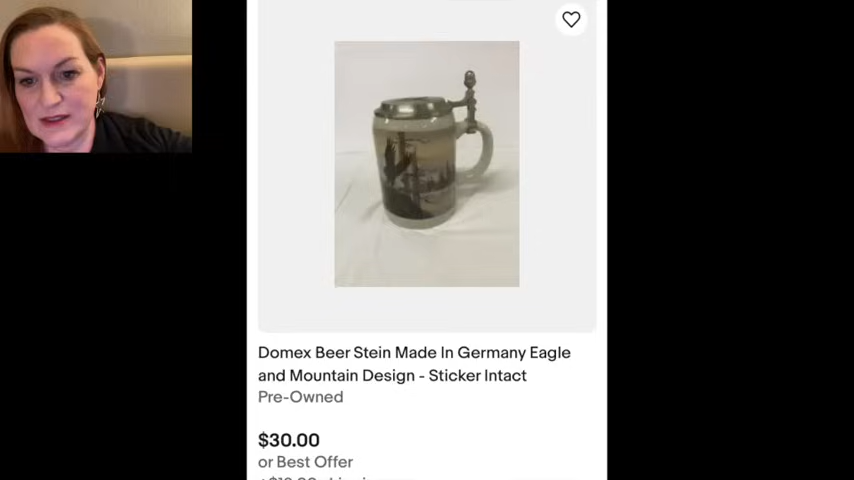 Domex Beer Stein Made In Germany Eagle
and Mountain Design - Sticker Intact
Pre-Owned
$30.00
or Best Offer